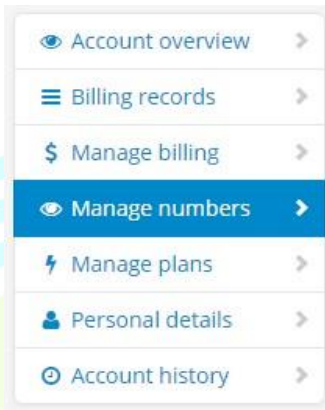 Account overview
Billing records
Manage billing
Manage numbers
Manage plans
Personal details
Account history